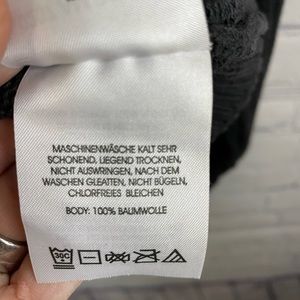 MASCHINENWÄSCHE KALT SEHR
SCHONEND, LIEGEND TROCKNEN,
NICHT AUSWRINGEN, NACH DEM
WASCHEN GLEATTEN, NICHT BÜGELN,
CHLORFREIES BLEICHEN
BODY: 100% BAUMWOLLE
30C